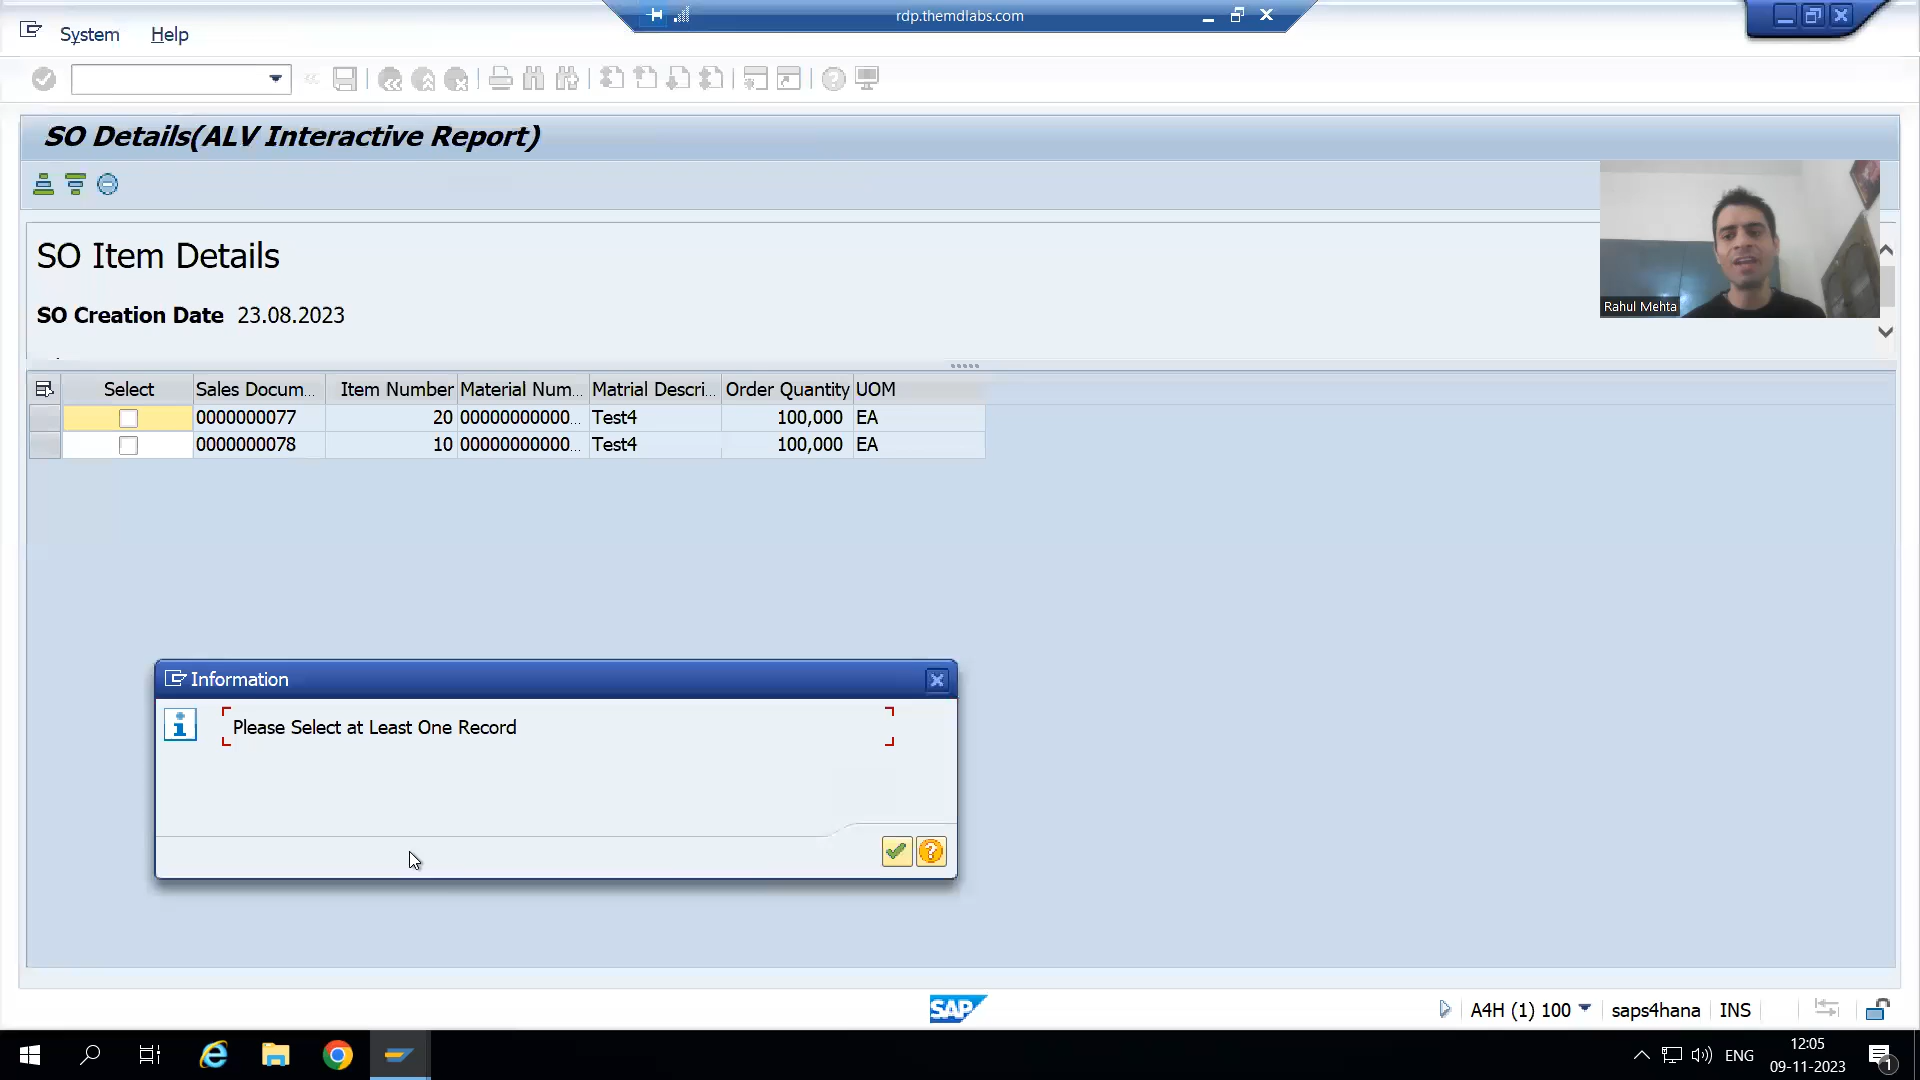 rdp.themdlabs.com
System Help
SO Details(ALV Interactive Report)
SO Item Details
SO Creation Date 23.08.2023
Rahul Mehta
Select Sales Docum... Item Number Material Num... Matrial Descri... Order Quantity UOM
0000000077 20 00000000000... Test4 100,000 EA
0000000078 10 00000000000... Test4 100,000 EA
Information
Please Select at Least One Record
SAP
A4H (1) 100 saps4hana INS
12:05
ENG
09-11-2023
1